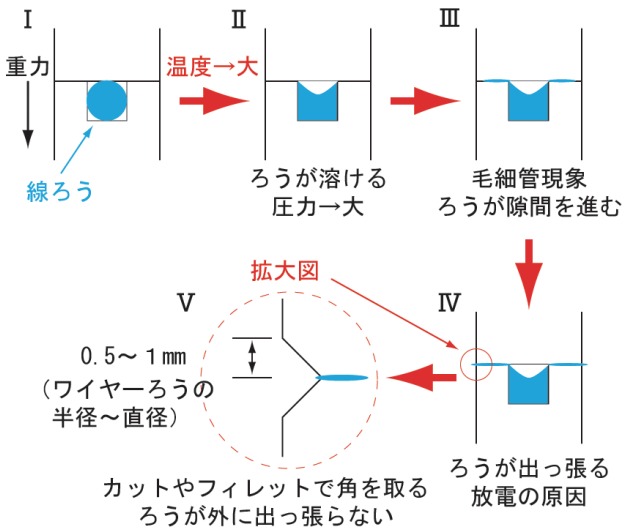 Ⅰ
重力
線ろう
温度→大
Ⅱ
ろうが溶ける
圧力→大
Ⅲ
毛細管現象
ろうが隙間を進む
Ⅳ
ろうが出っ張る
放電の原因
拡大図
Ⅴ
0.5～1mm
(ワイヤーろうの
半径～直径)
カットやフィレットで角を取る
ろうが外に出っ張らない